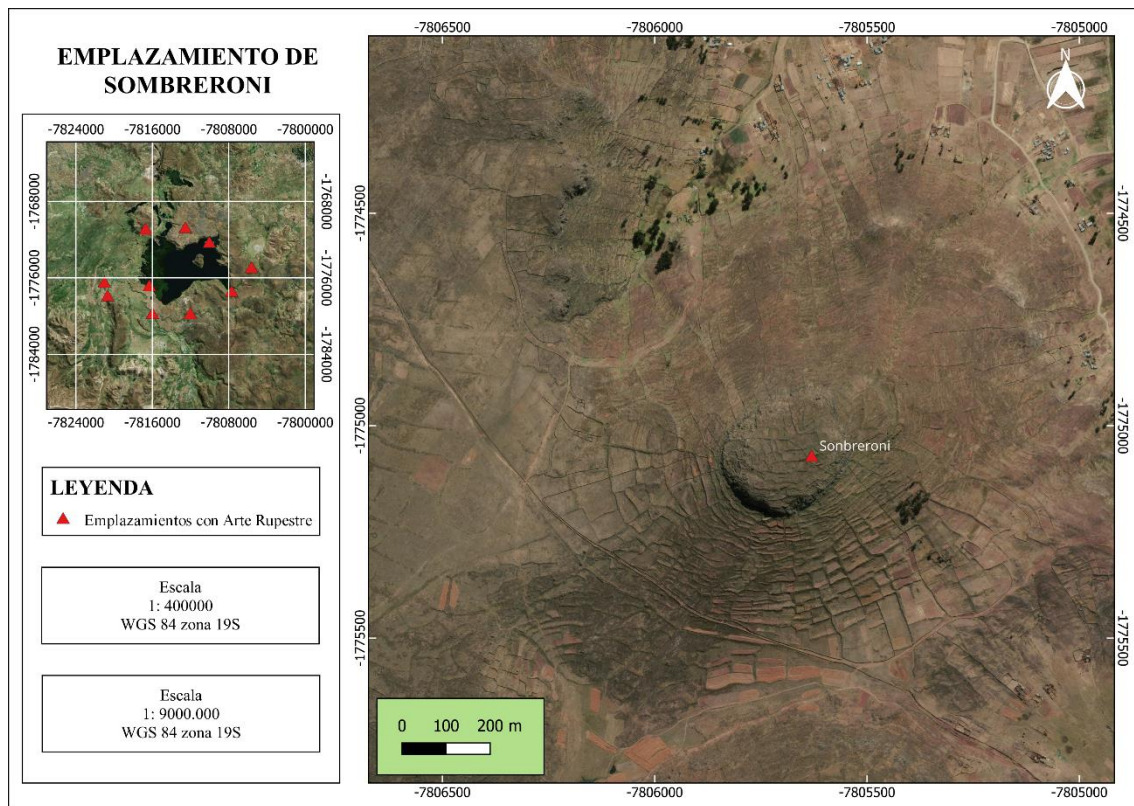 EMPLAZAMIENTO DE
SOMBRERONI
-7824000 -7816000 -7808000 -7800000
-1768000 -1768000
-1776000 -1776000
-1784000 -1784000
-7824000 -7816000 -7808000 -7800000
LEYENDA
Emplazamientos con Arte Rupestre
Escala
1: 400000
WGS 84 zona 19S
Escala
1: 9000.000
WGS 84 zona 19S
-7806500 -7806000 -7805500 -7805000
N
-1774500 -1774500
-1775000 -1775000
Sonbreroni
-1775500 -1775500
0 100 200 m
-7806500 -7806000 -7805500 -7805000